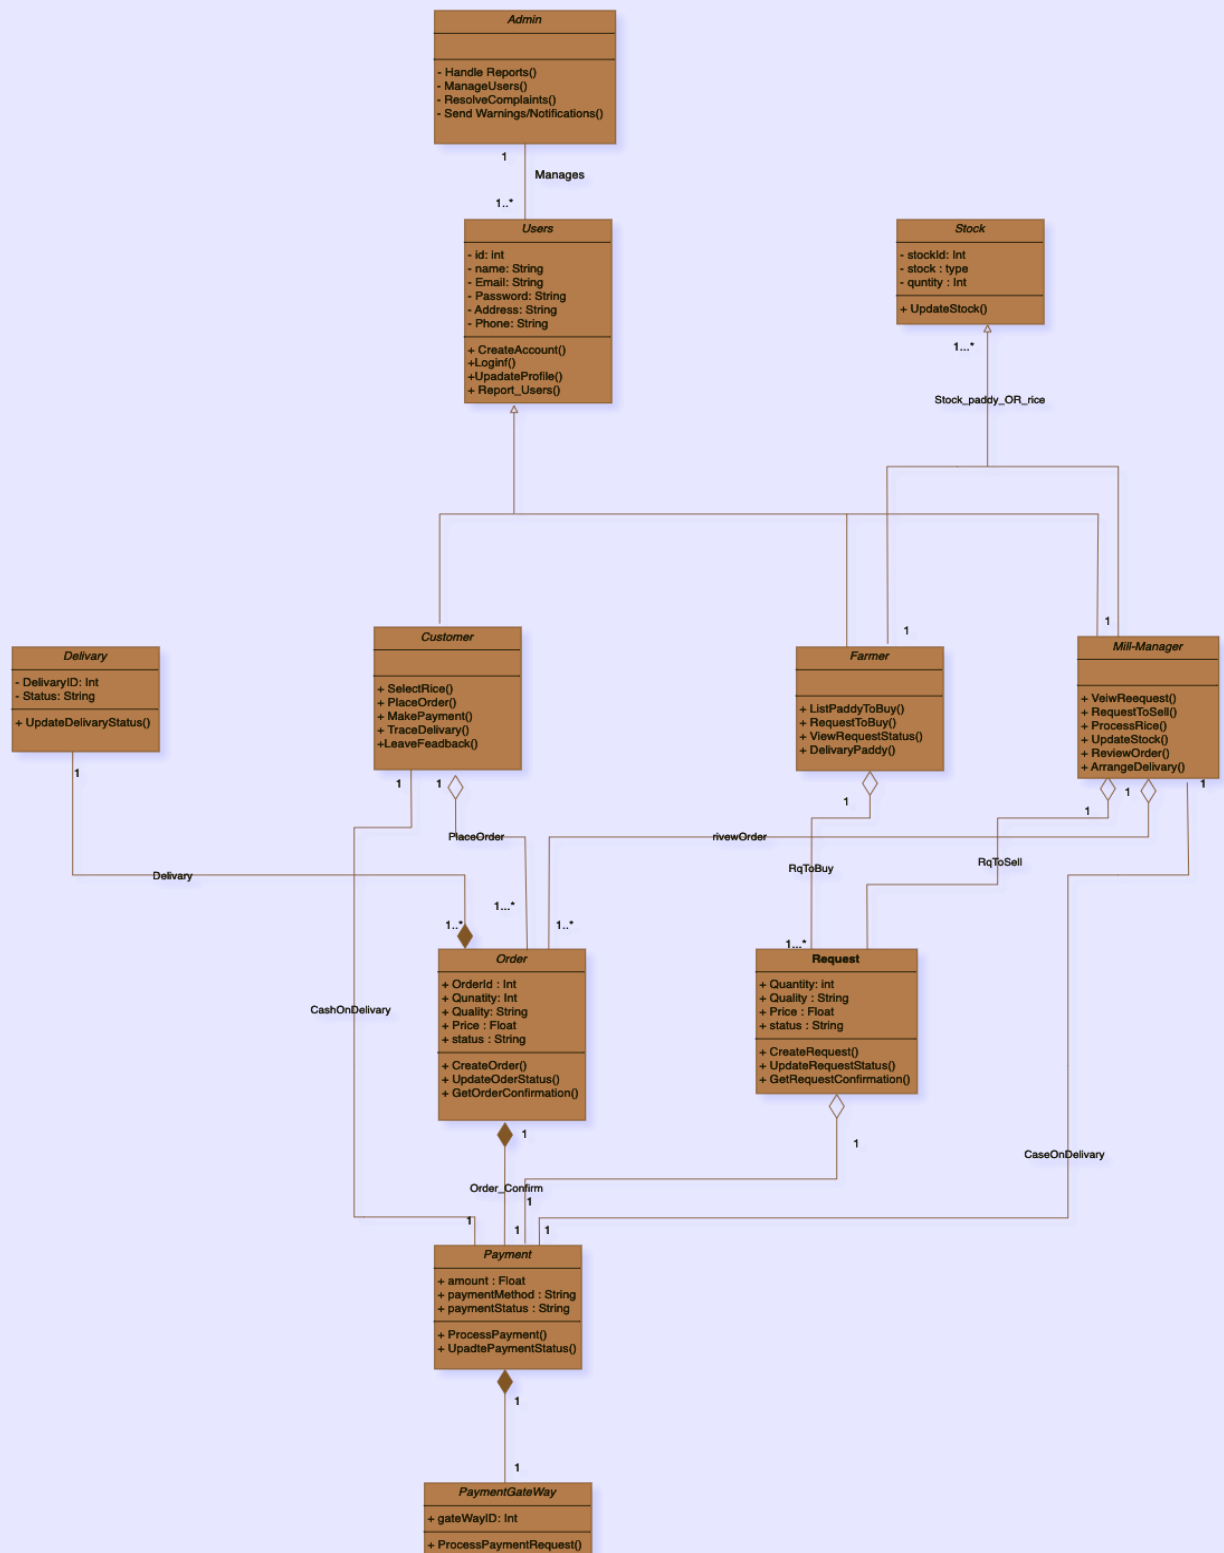 Admin
- Handle Reports()
- ManageUsers()
- ResolveComplaints()
- Send Warnings/Notifications()
1
Manages
1..*
Users
- id: int
- name: String
- Email: String
- Password: String
- Address: String
- Phone: String
+ CreateAccount()
+Loginf()
+UpadateProfile()
+ Report_Users()
Stock
- stockId: Int
- stock : type
- quntity : Int
+ UpdateStock()
1...*
Stock_paddy_OR_rice
Delivary
- DelivaryID: Int
- Status: String
+ UpdateDelivaryStatus()
1
Customer
+ SelectRice()
+ PlaceOrder()
+ MakePayment()
+ TraceDelivary()
+LeaveFeadback()
1
1
1
Farmer
+ ListPaddyToBuy()
+ RequestToBuy()
+ ViewRequestStatus()
+ DelivaryPaddy()
1
1
Mill-Manager
+ VeiwReequest()
+ RequestToSell()
+ ProcessRice()
+ UpdateStock()
+ ReviewOrder()
+ ArrangeDelivary()
1
1
1
PlaceOrder
rivewOrder
RqToBuy
RqToSell
Delivary
1..*
1...*
1..*
1...*
Order
+ OrderId : Int
+ Qunatity: Int
+ Quality: String
+ Price : Float
+ status : String
+ CreateOrder()
+ UpdateOderStatus()
+ GetOrderConfirmation()
Request
+ Quantity: int
+ Quality : String
+ Price : Float
+ status : String
+ CreateRequest()
+ UpdateRequestStatus()
+ GetRequestConfirmation()
CashOnDelivary
1
1
CaseOnDelivary
Order_Confirm
1
1
1
1
Payment
+ amount : Float
+ paymentMethod : String
+ paymentStatus : String
+ ProcessPayment()
+ UpadtePaymentStatus()
1
1
PaymentGateWay
+ gateWayID: Int
+ ProcessPaymentRequest()